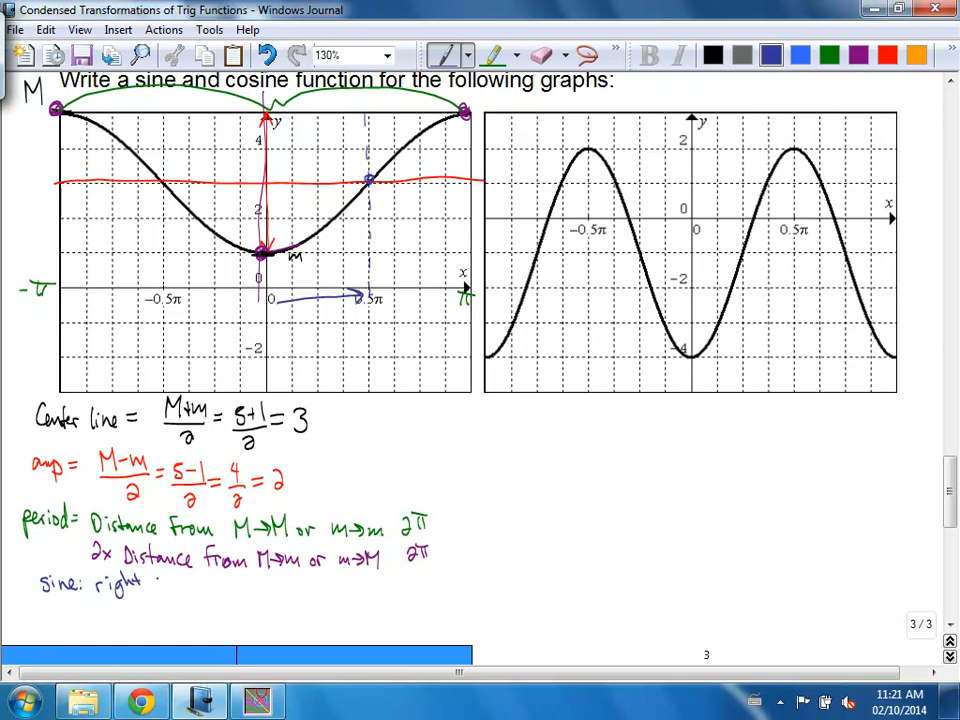 Condensed Transformations of Trig Functions - Windows Journal
File Edit View Insert Actions Tools Help
130%
B I
M Write a sine and cosine function for the following graphs:
y
4
2
m
0
x
-π -0.5π 0 0.5π π
-2
y
2
x
0
-0.5π 0 0.5π
-2
-4
Center line = M+m/2 = 5+1/2 = 3
amp = M-m/2 = 5-1/2 = 4/2 = 2
period = Distance from M→M or m→m 2π
2x Distance from M→m or m→M 2π
sine: right
3 / 3
3
11:21 AM
02/10/2014